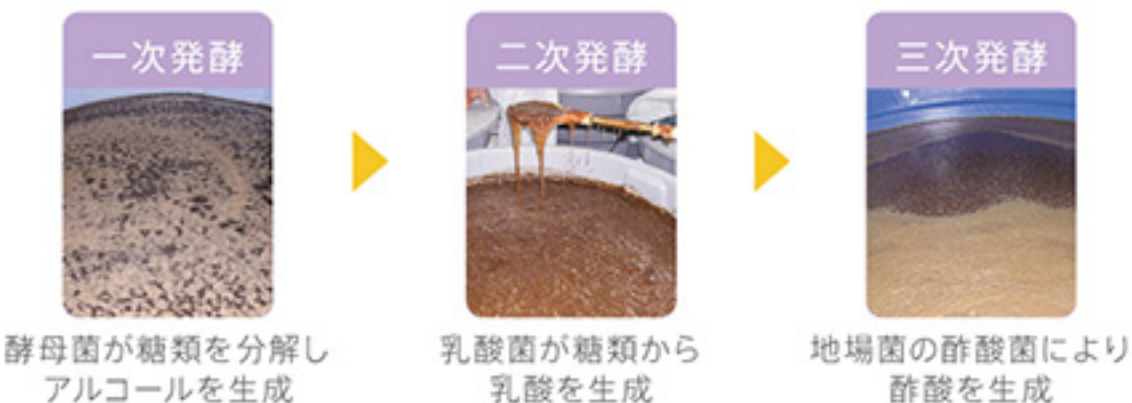 一次発酵
二次発酵
三次発酵
酵母菌が糖類を分解し
アルコールを生成
乳酸菌が糖類から
乳酸を生成
地場菌の酢酸菌により
酢酸を生成